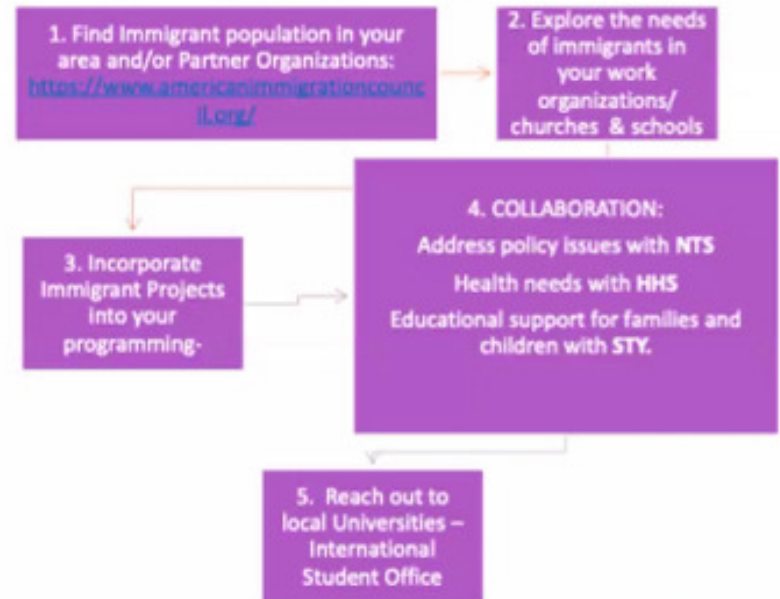 1. Find Immigrant population in your
area and/or Partner Organizations:
https://www.americanimmigrationcounc
il.org/
2. Explore the needs
of immigrants in
your work
organizations/
churches & schools
3. Incorporate
Immigrant Projects
into your
programming-
4. COLLABORATION:
Address policy issues with NTS
Health needs with HHS
Educational support for families and
children with STY.
5. Reach out to
local Universities –
International
Student Office